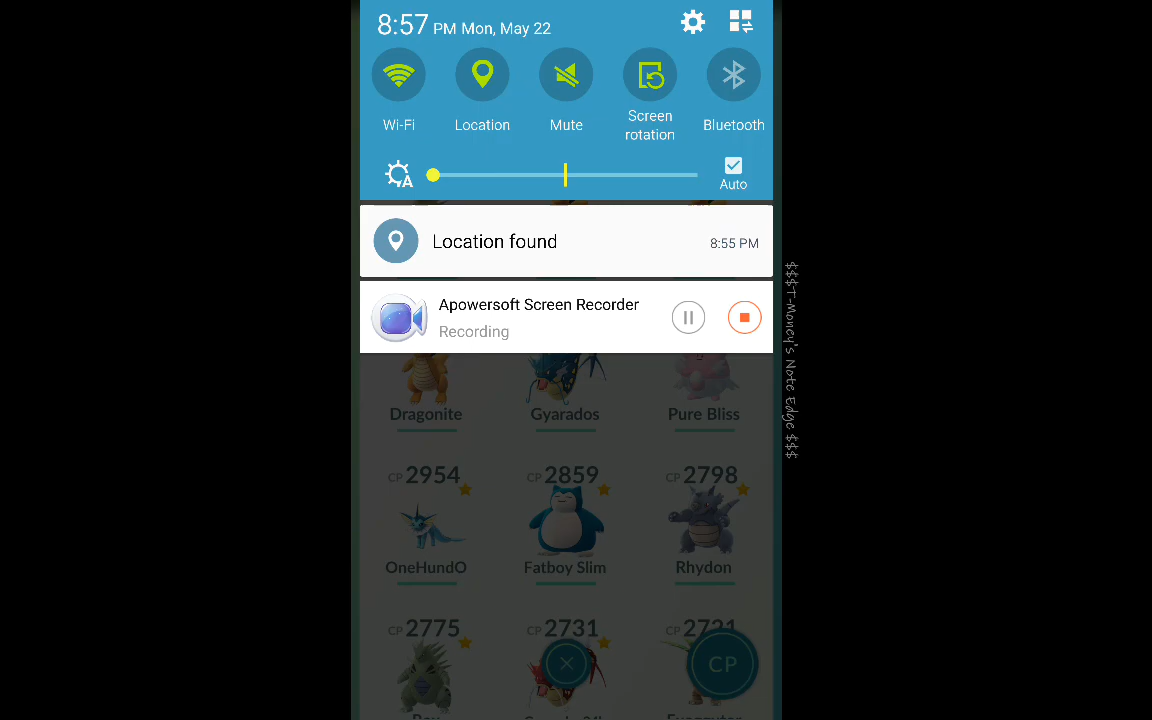 8:57 PM Mon, May 22
Wi-Fi
Location
Mute
Screen
rotation
Bluetooth
A
Auto
Location found
8:55 PM
Apowersoft Screen Recorder
Recording
Dragonite
Gyarados
Pure Bliss
CP 2954
CP 2859
CP 2798
OneHundO
Fatboy Slim
Rhydon
CP 2775
CP 2731
CP
CP
$$$T-Money's Note Edge $$$